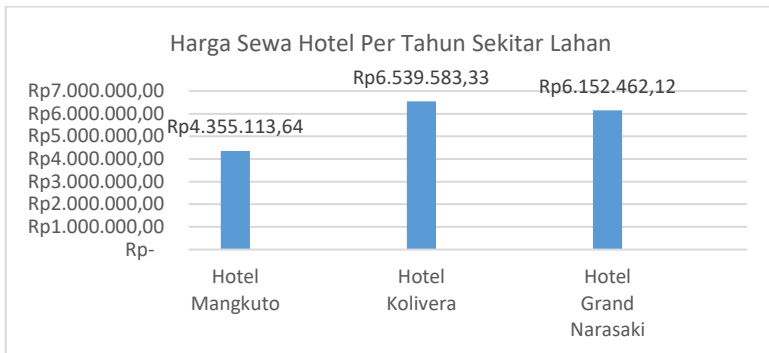 Harga Sewa Hotel Per Tahun Sekitar Lahan
Rp7.000.000,00
Rp6.000.000,00
Rp5.000.000,00
Rp4.000.000,00
Rp3.000.000,00
Rp2.000.000,00
Rp1.000.000,00
Rp-
Rp4.355.113,64
Rp6.539.583,33
Rp6.152.462,12
Hotel
Mangkuto
Hotel
Kolivera
Hotel
Grand
Narasaki